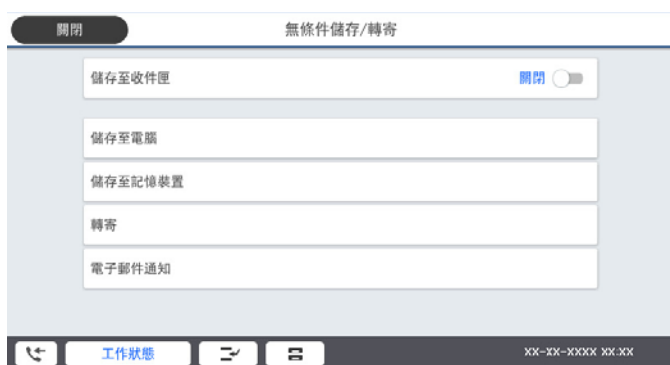 關閉
無條件儲存/轉寄
儲存至收件匣 關閉
儲存至電腦
儲存至記憶裝置
轉寄
電子郵件通知
工作狀態 XX-XX-XXXX XX:XX